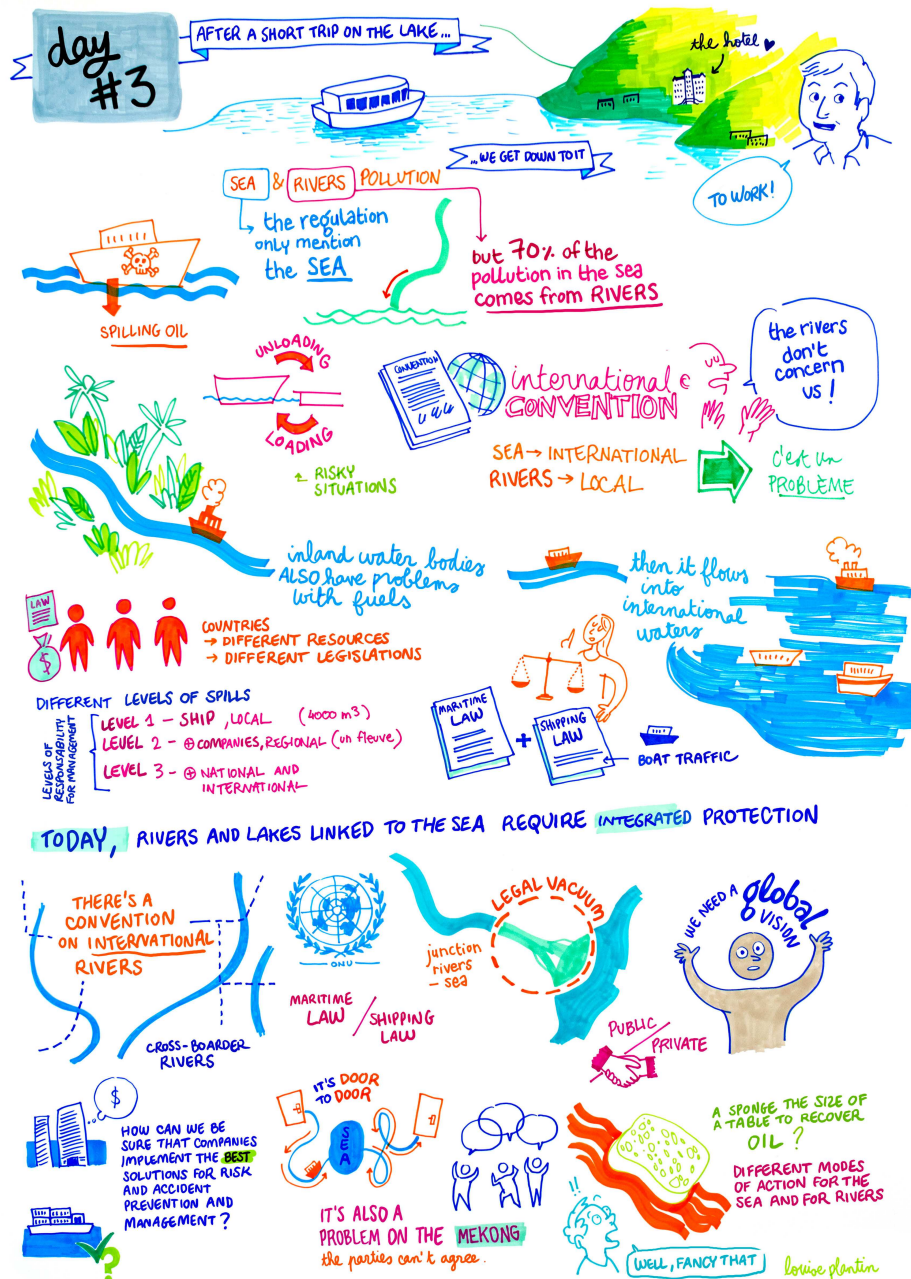 day
#3
AFTER A SHORT TRIP ON THE LAKE...
the hotel
...WE GET DOWN TO IT
TO WORK!
SEA & RIVERS POLLUTION
the regulation
only mention
the SEA
but 70% of the
pollution in the sea
comes from RIVERS
SPILLING OIL
UNLOADING
LOADING
RISKY
SITUATIONS
CONVENTION
international
CONVENTION
the rivers
don't
concern
us!
SEA → INTERNATIONAL
RIVERS → LOCAL
c'est un
PROBLÈME
inland water bodies
ALSO have problems
with fuels
then it flows
into
international
waters
LAW
$
COUNTRIES
→ DIFFERENT RESOURCES
→ DIFFERENT LEGISLATIONS
DIFFERENT LEVELS OF SPILLS
LEVELS OF
RESPONSABILITY
FOR MANAGEMENT
LEVEL 1 - SHIP, LOCAL (4000 m3)
LEVEL 2 - ⊕ COMPANIES, REGIONAL (un fleuve)
LEVEL 3 - ⊕ NATIONAL AND
INTERNATIONAL
MARITIME
LAW
+
SHIPPING
LAW
BOAT TRAFFIC
TODAY, RIVERS AND LAKES LINKED TO THE SEA REQUIRE INTEGRATED PROTECTION
THERE'S A
CONVENTION
ON INTERNATIONAL
RIVERS
CROSS-BOARDER
RIVERS
ONU
MARITIME
LAW / SHIPPING
LAW
LEGAL VACUUM
junction
rivers
- sea
WE NEED A global
VISION
PUBLIC / PRIVATE
$
HOW CAN WE BE
SURE THAT COMPANIES
IMPLEMENT THE BEST
SOLUTIONS FOR RISK
AND ACCIDENT
PREVENTION AND
MANAGEMENT?
?
IT'S DOOR
TO DOOR
SEA
IT'S ALSO A
PROBLEM ON THE MEKONG
the parties can't agree.
A SPONGE THE SIZE OF
A TABLE TO RECOVER
OIL?
DIFFERENT MODES
OF ACTION FOR THE
SEA AND FOR RIVERS
!!
WELL, FANCY THAT
louise plantin